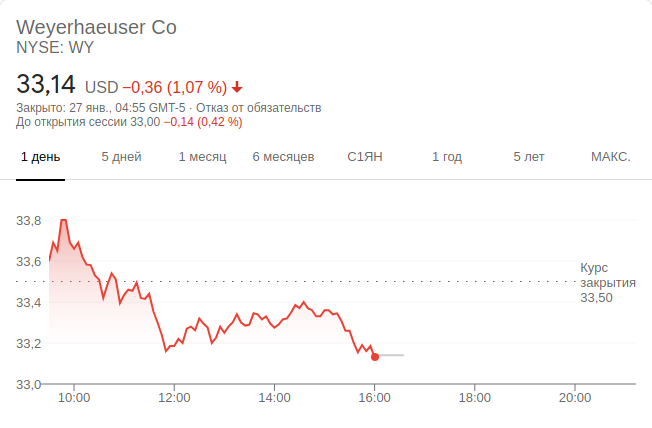 Weyerhaeuser Co
NYSE: WY
33,14 USD −0,36 (1,07 %)
Закрыто: 27 янв., 04:55 GMT-5 · Отказ от обязательств
До открытия сессии 33,00 −0,14 (0,42 %)
1 день 5 дней 1 месяц 6 месяцев С1ЯН 1 год 5 лет МАКС.
33,8
33,6
33,4
33,2
33,0
Курс
закрытия
33,50
10:00 12:00 14:00 16:00 18:00 20:00